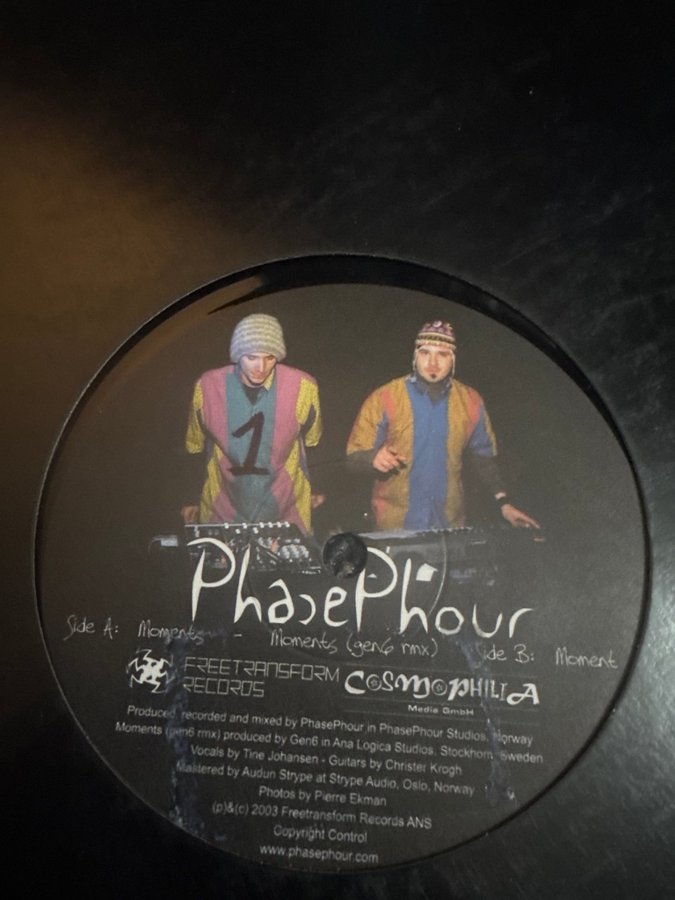 1
PhasePhour
Side A: Moments - Moments (gen6 rmx) Side B: Moment
FREETRANSFORM RECORDS
COSMOPHILIA
Media GmbH
Produced, recorded and mixed by PhasePhour in PhasePhour Studios, Norway
Moments (gen6 rmx) produced by Gen6 in Ana Logica Studios, Stockholm, Sweden
Vocals by Tine Johansen - Guitars by Christer Krogh
Mastered by Audun Strype at Strype Audio, Oslo, Norway
Photos by Pierre Ekman
(p)&(c) 2003 Freetransform Records ANS
Copyright Control
www.phasephour.com